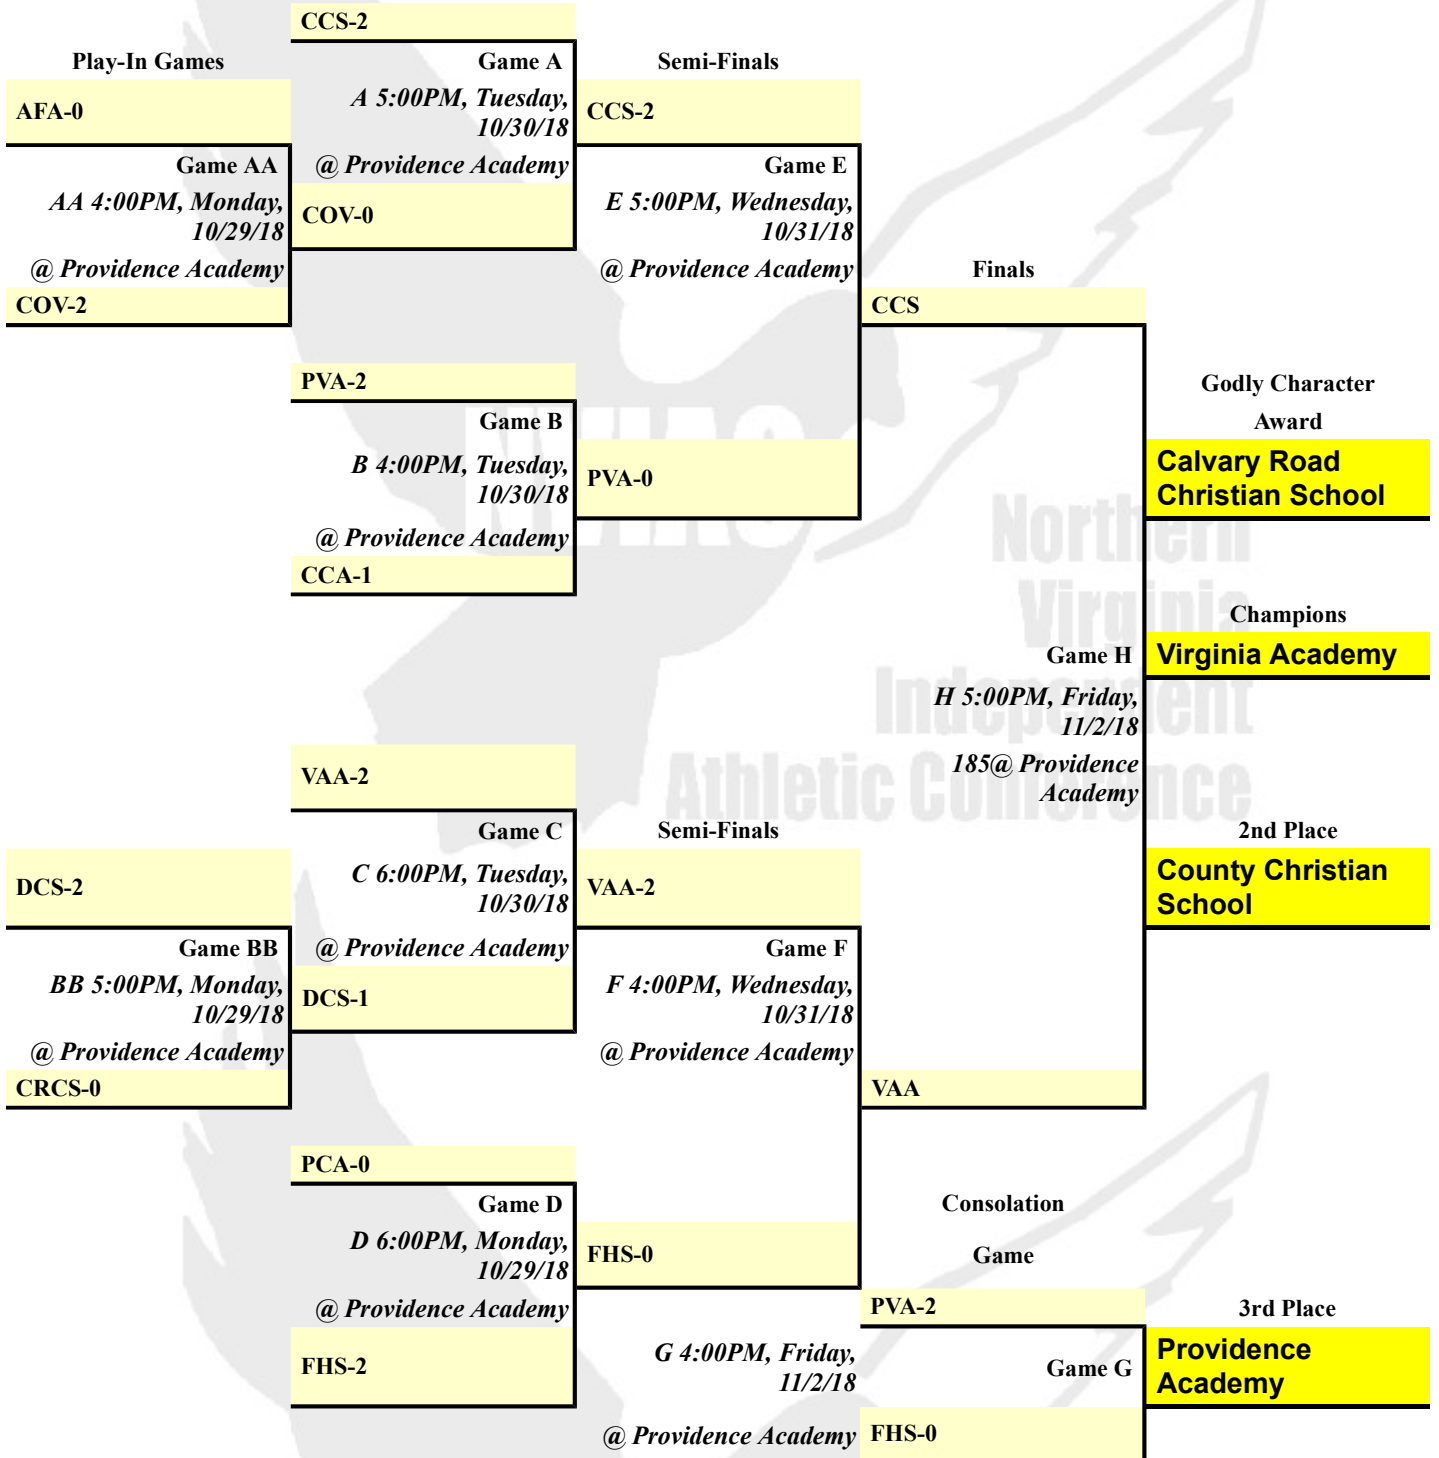 CCS-2
Play-In Games
Game A
Semi-Finals
AFA-0
A 5:00PM, Tuesday,
10/30/18
CCS-2
Game AA
@ Providence Academy
Game E
AA 4:00PM, Monday,
10/29/18
COV-0
E 5:00PM, Wednesday,
10/31/18
@ Providence Academy
@ Providence Academy
Finals
COV-2
CCS
PVA-2
Godly Character
Game B
Award
B 4:00PM, Tuesday,
10/30/18
PVA-0
Calvary Road
Christian School
@ Providence Academy
CCA-1
Champions
Game H
Virginia Academy
H 5:00PM, Friday,
11/2/18
VAA-2
185@ Providence
Academy
Game C
Semi-Finals
2nd Place
DCS-2
C 6:00PM, Tuesday,
10/30/18
VAA-2
County Christian
School
Game BB
@ Providence Academy
Game F
BB 5:00PM, Monday,
10/29/18
DCS-1
F 4:00PM, Wednesday,
10/31/18
@ Providence Academy
@ Providence Academy
CRCS-0
VAA
PCA-0
Game D
Consolation
D 6:00PM, Monday,
10/29/18
FHS-0
Game
@ Providence Academy
PVA-2
3rd Place
FHS-2
G 4:00PM, Friday,
11/2/18
Game G
Providence
Academy
@ Providence Academy
FHS-0
NVIAC
Northern
Virginia
Independent
Athletic Conference